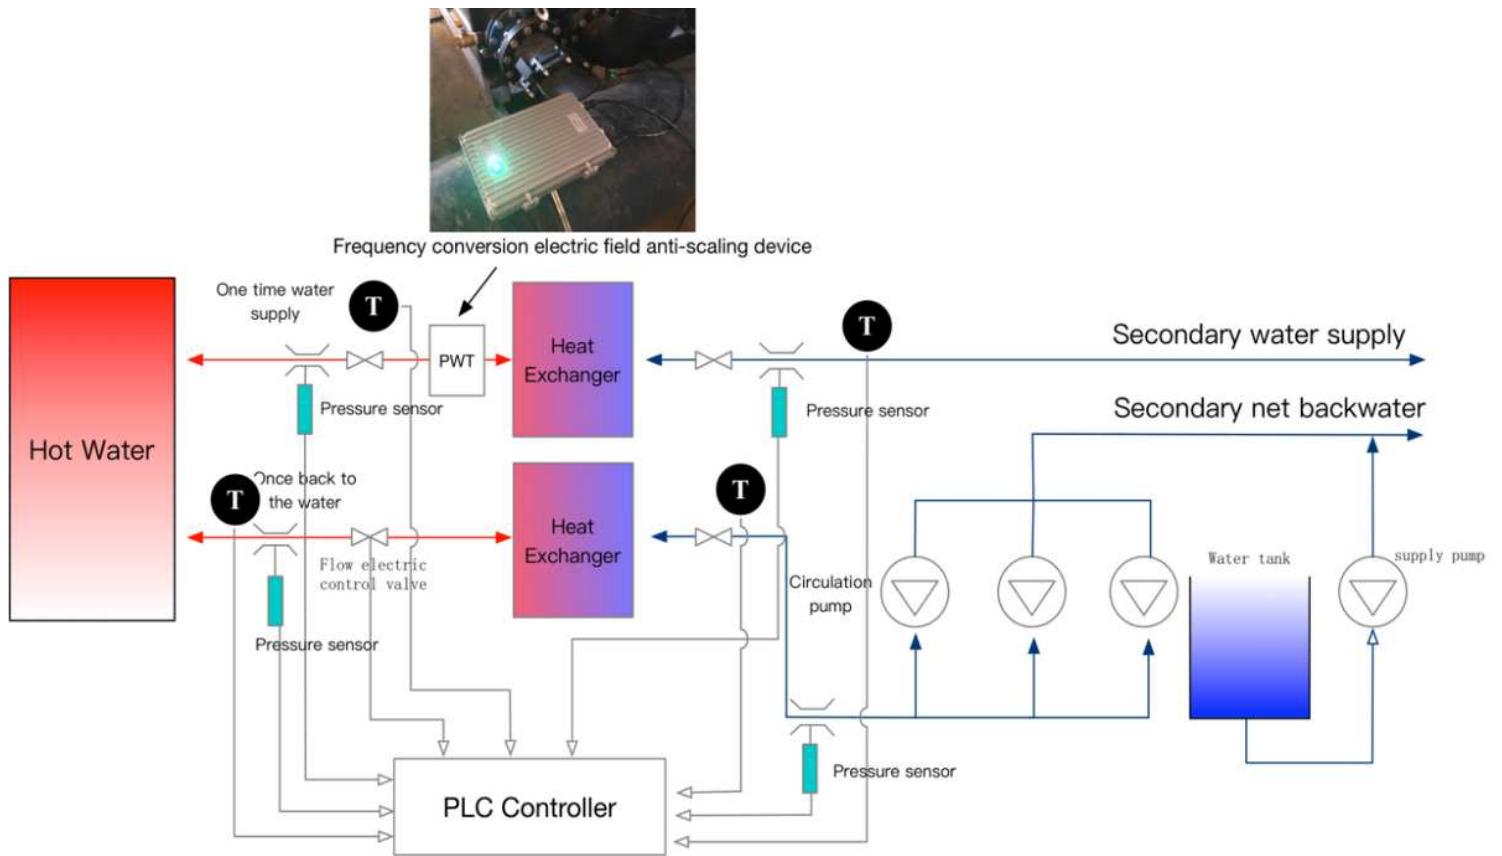 Frequency conversion electric field anti-scaling device
One time water
supply
T
T
PWT
Heat
Exchanger
Secondary water supply
Pressure sensor
Pressure sensor
Secondary net backwater
Hot Water
T
Once back to
the water
T
Heat
Exchanger
Flow electric
control valve
Circulation
pump
Water tank
supply pump
Pressure sensor
Pressure sensor
PLC Controller